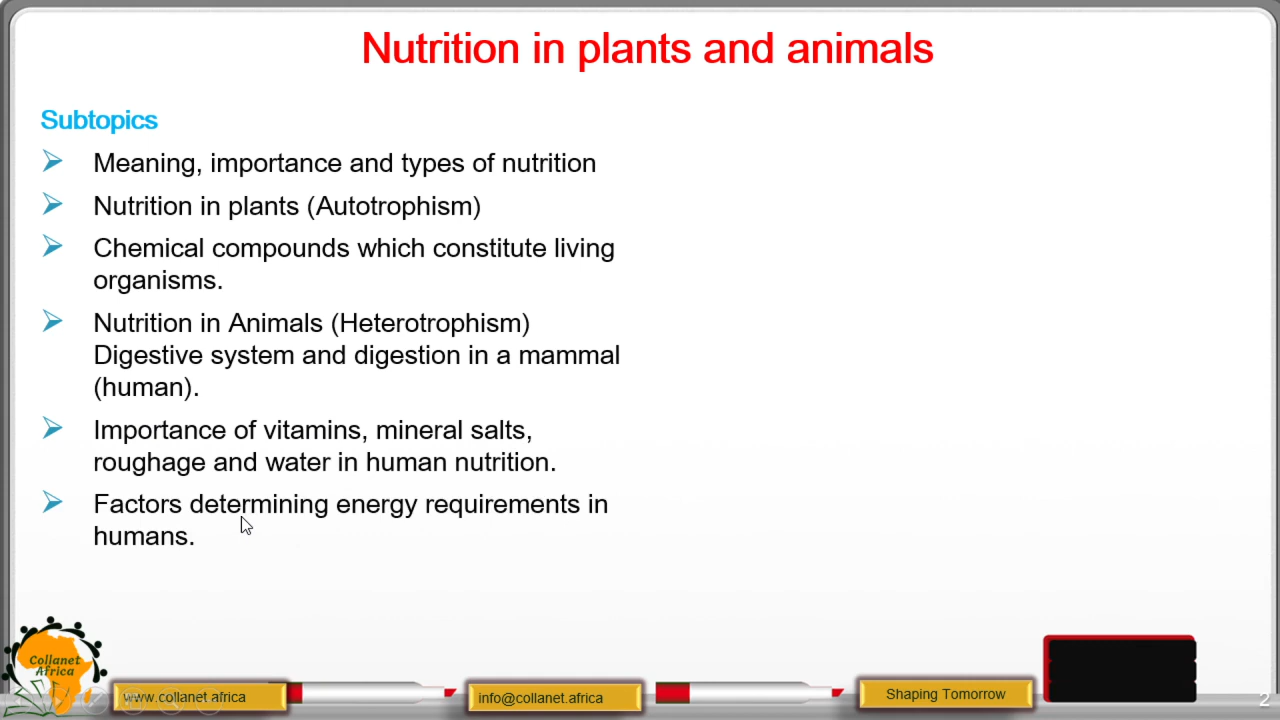 Nutrition in plants and animals
Subtopics
Meaning, importance and types of nutrition
Nutrition in plants (Autotrophism)
Chemical compounds which constitute living
organisms.
Nutrition in Animals (Heterotrophism)
Digestive system and digestion in a mammal
(human).
Importance of vitamins, mineral salts,
roughage and water in human nutrition.
Factors determining energy requirements in
humans.
Collanet
Africa
www.collanet.africa
info@collanet.africa
Shaping Tomorrow
2